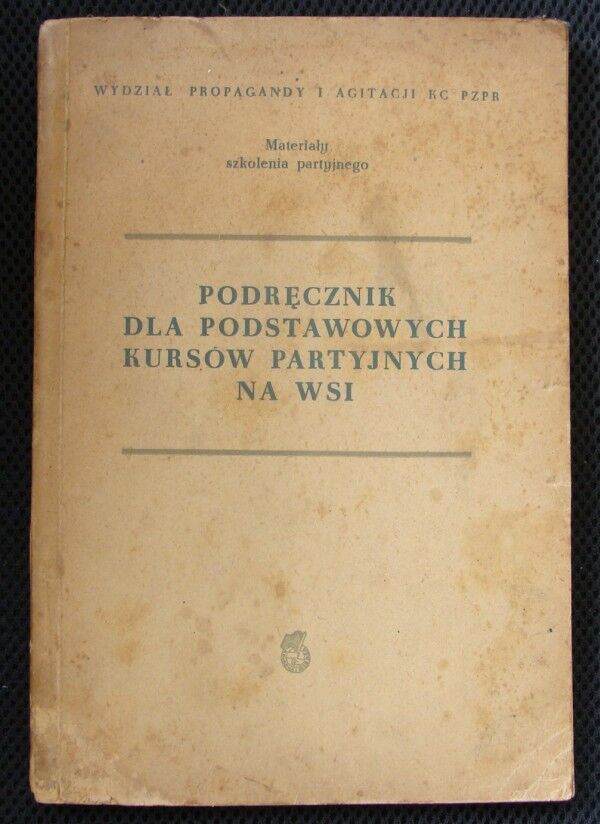 WYDZIAŁ PROPAGANDY I AGITACJI KC PZPR
Materiały
szkolenia partyjnego
PODRĘCZNIK
DLA PODSTAWOWYCH
KURSÓW PARTYJNYCH
NA WSI